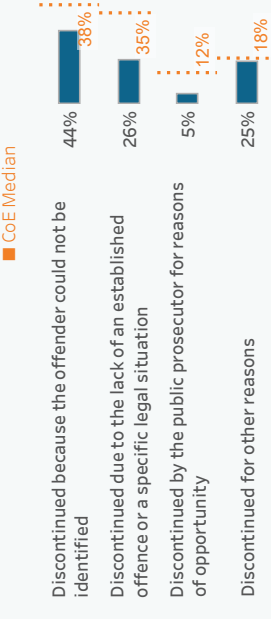 CoE Median
Discontinued because the offender could not be
identified
44%
38%
Discontinued due to the lack of an established
offence or a specific legal situation
26%
35%
Discontinued by the public prosecutor for reasons
of opportunity
5%
12%
Discontinued for other reasons
25%
18%